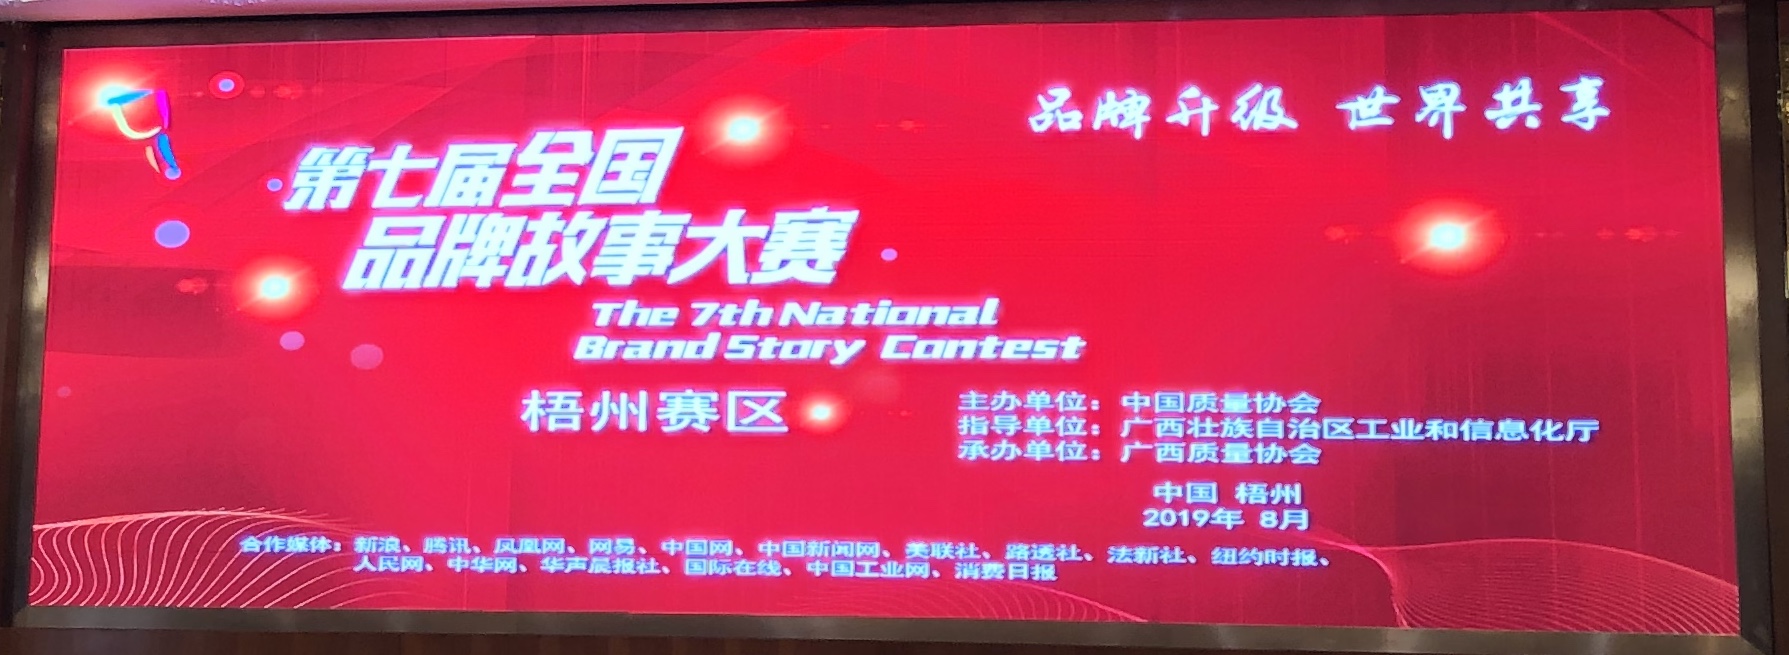 品牌升级 世界共享
第七届全国
品牌故事大赛
The 7th National
Brand Story Contest
梧州赛区
主办单位：中国质量协会
指导单位：广西壮族自治区工业和信息化厅
承办单位：广西质量协会
中国 梧州
2019年 8月
合作媒体：新浪、腾讯、凤凰网、网易、中国网、中国新闻网、美联社、路透社、法新社、纽约时报、
人民网、中华网、华声晨报社、国际在线、中国工业网、消费日报